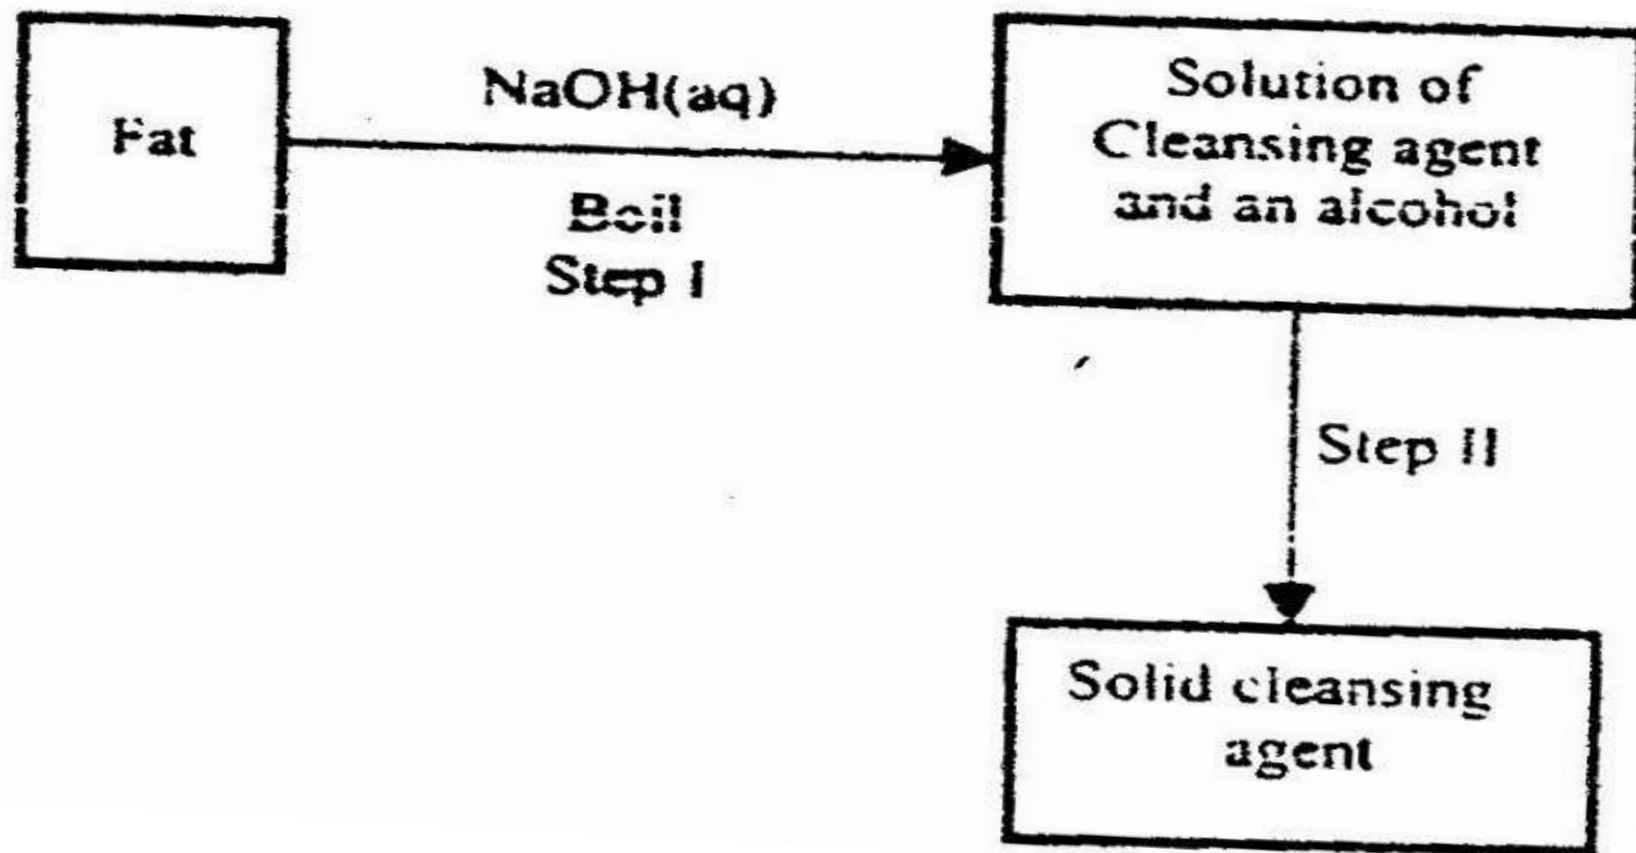 Fat
NaOH(aq)
Boil
Step I
Solution of
Cleansing agent
and an alcohol
Step II
Solid cleansing
agent